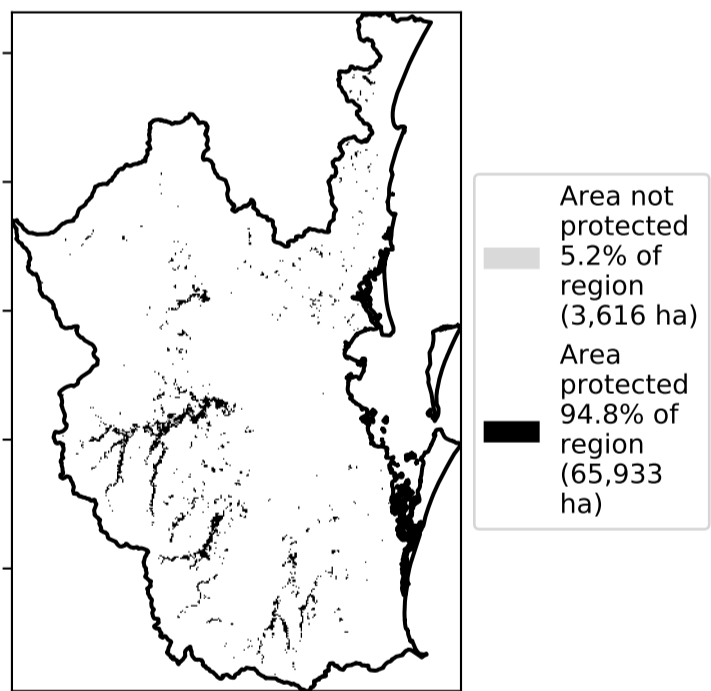 Area not
protected
5.2% of
region
(3,616 ha)
Area
protected
94.8% of
region
(65,933
ha)